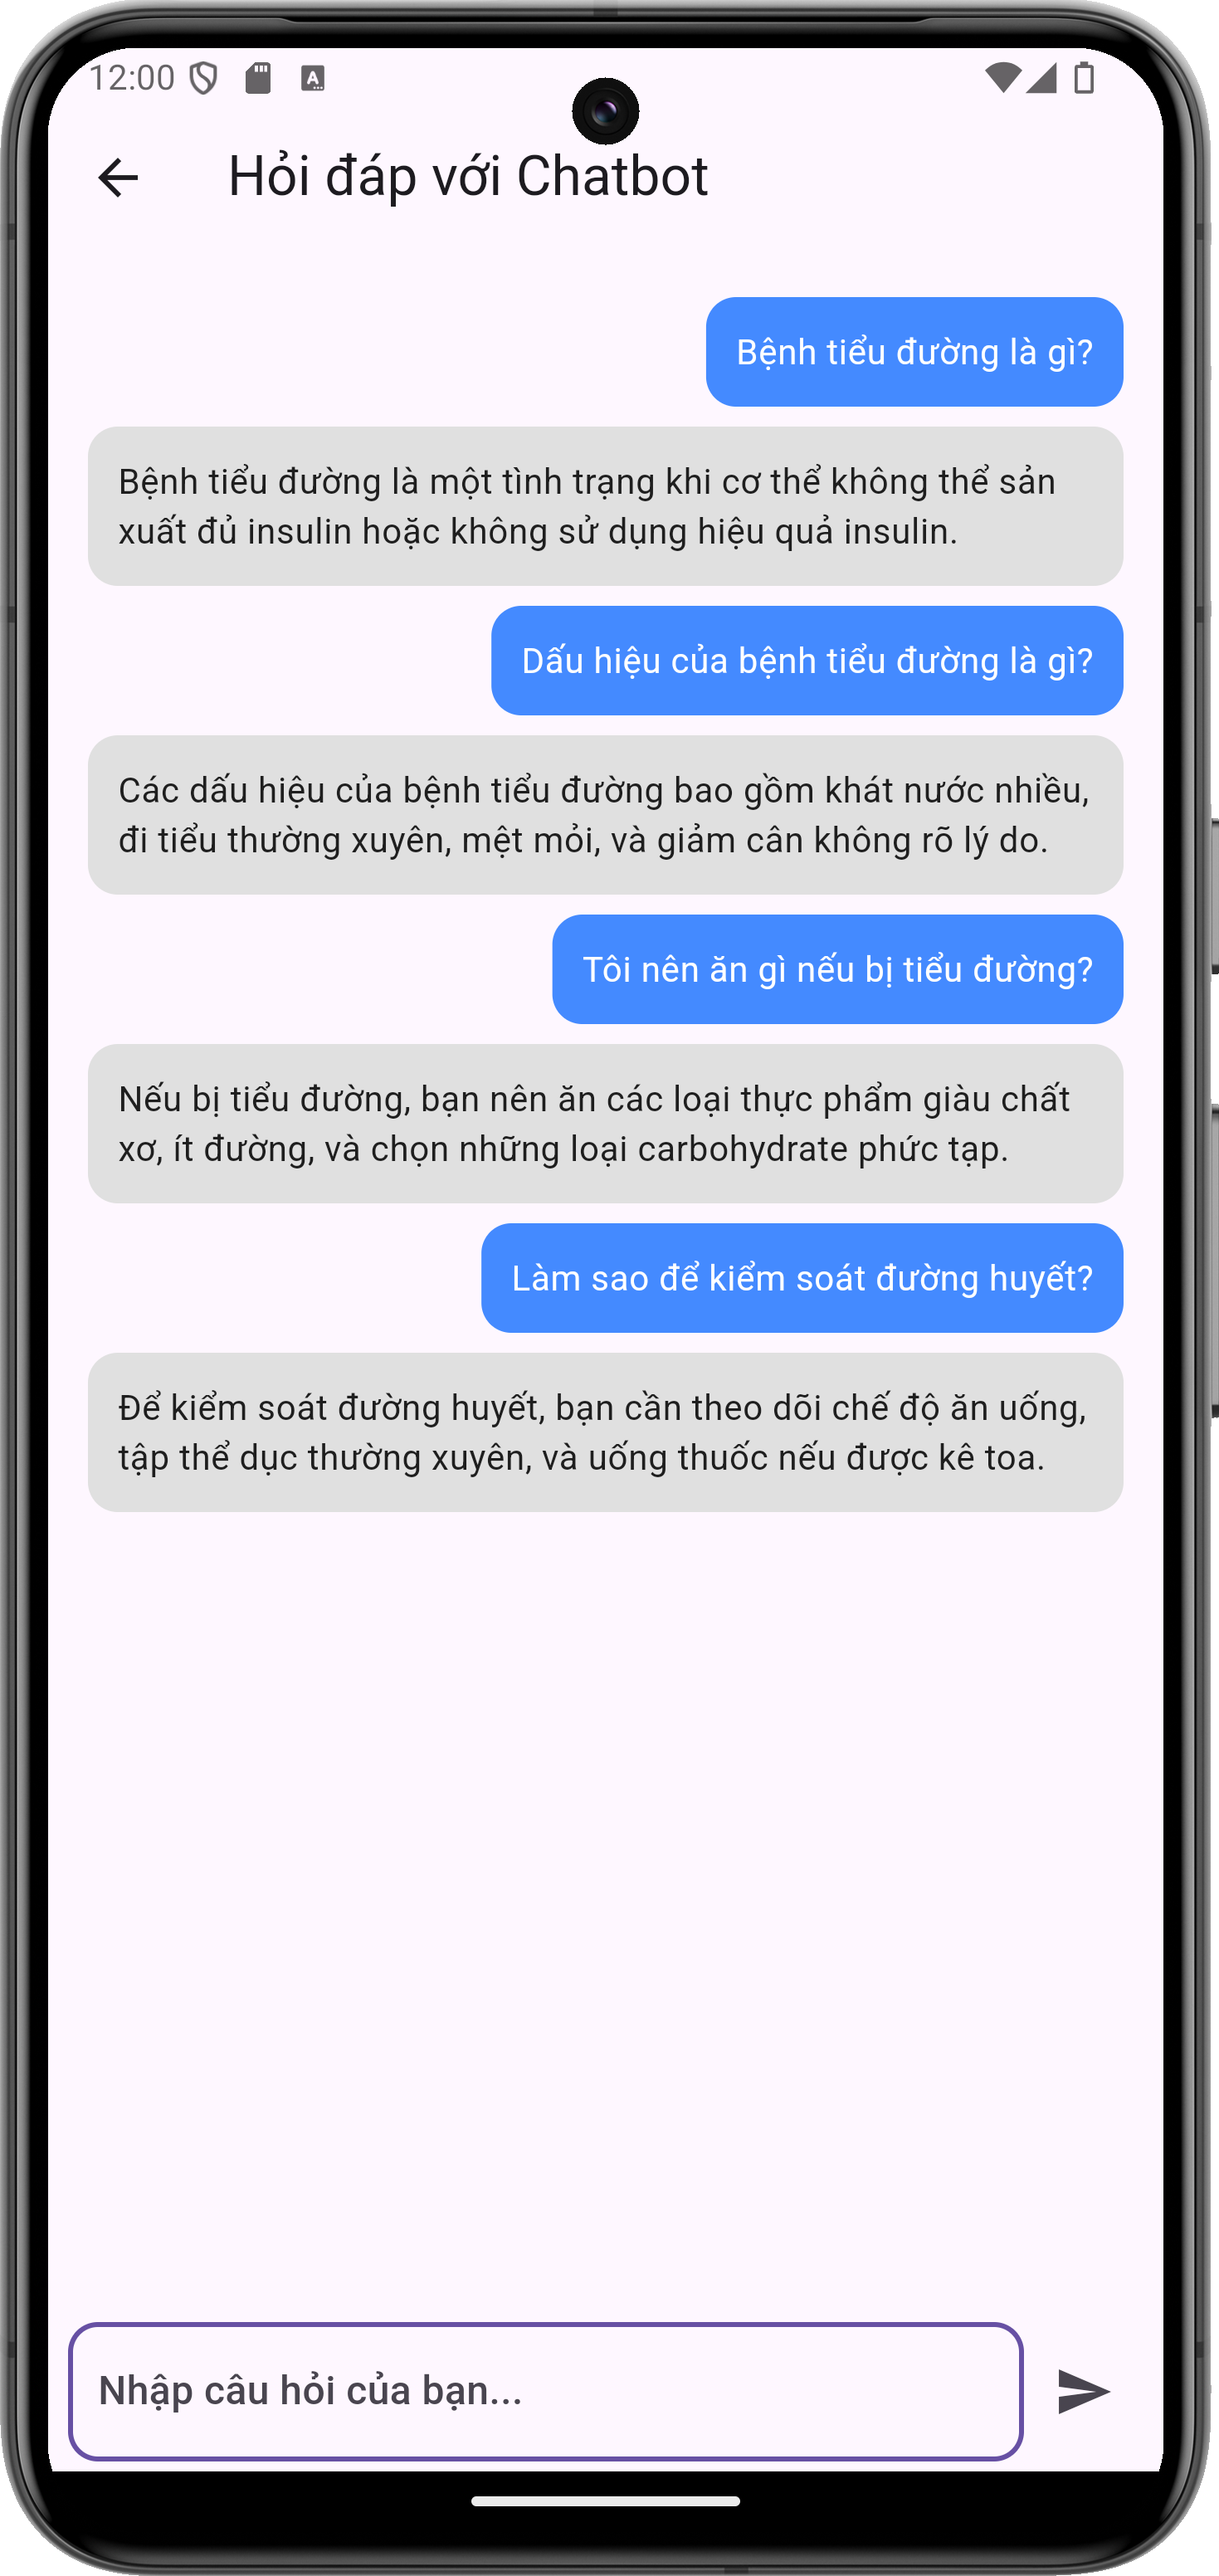 12:00
Hỏi đáp với Chatbot
Bệnh tiểu đường là gì?
Bệnh tiểu đường là một tình trạng khi cơ thể không thể sản
xuất đủ insulin hoặc không sử dụng hiệu quả insulin.
Dấu hiệu của bệnh tiểu đường là gì?
Các dấu hiệu của bệnh tiểu đường bao gồm khát nước nhiều,
đi tiểu thường xuyên, mệt mỏi, và giảm cân không rõ lý do.
Tôi nên ăn gì nếu bị tiểu đường?
Nếu bị tiểu đường, bạn nên ăn các loại thực phẩm giàu chất
xơ, ít đường, và chọn những loại carbohydrate phức tạp.
Làm sao để kiểm soát đường huyết?
Để kiểm soát đường huyết, bạn cần theo dõi chế độ ăn uống,
tập thể dục thường xuyên, và uống thuốc nếu được kê toa.
Nhập câu hỏi của bạn...